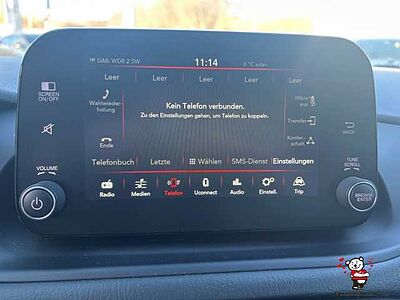 DAB: WDR 2 SW
11:14
6 °C außen
Leer Leer Leer Leer Leer
SCREEN
ON/OFF
Wahlwieder-
holung
Kein Telefon verbunden.
Zu den Einstellungen gehen, um Telefon zu koppeln.
Mikro
aus
Transfer
BACK
Ende
Konfer-
schalt
Telefonbuch Letzte Wählen SMS-Dienst Einstellungen
VOLUME
TUNE
SCROLL
Radio Medien Telefon Uconnect Audio Einstell. Trip
BROWSE
ENTER